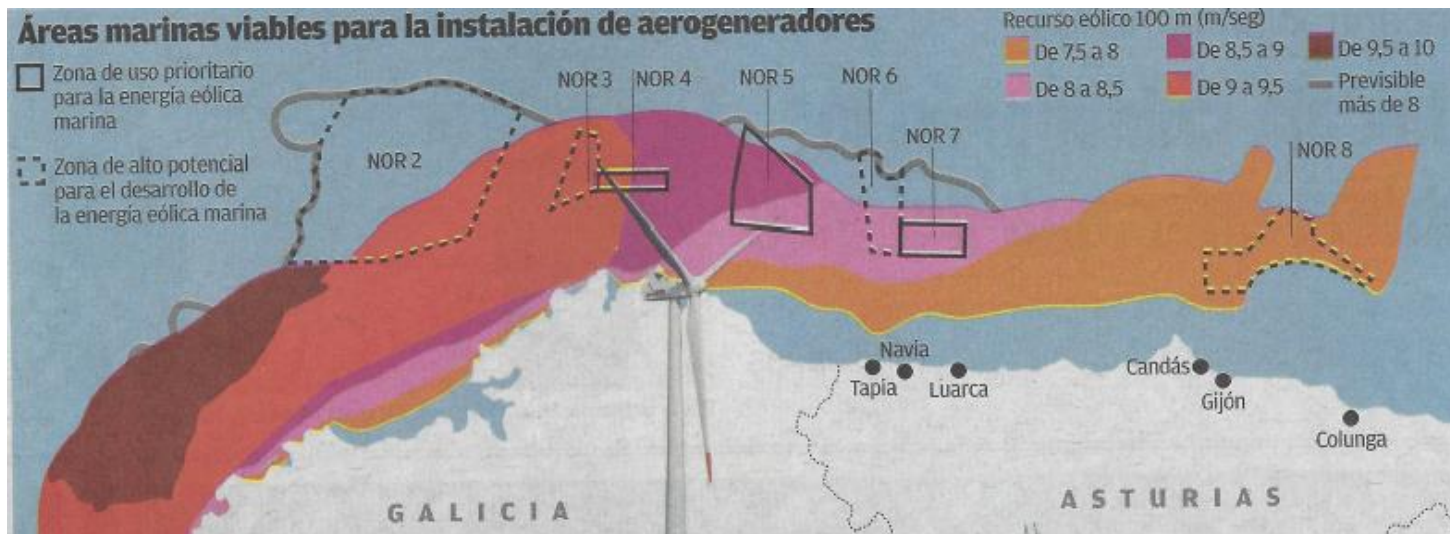 Áreas marinas viables para la instalación de aerogeneradores
Zona de uso prioritario
para la energía eólica
marina
Zona de alto potencial
para el desarrollo de
la energía eólica marina
Recurso eólico 100 m (m/seg)
De 7,5 a 8
De 8,5 a 9
De 9,5 a 10
De 8 a 8,5
De 9 a 9,5
Previsible
más de 8
NOR 2
NOR 3
NOR 4
NOR 5
NOR 6
NOR 7
NOR 8
Navia
Tapia
Luarca
Candás
Gijón
Colunga
GALICIA
ASTURIAS